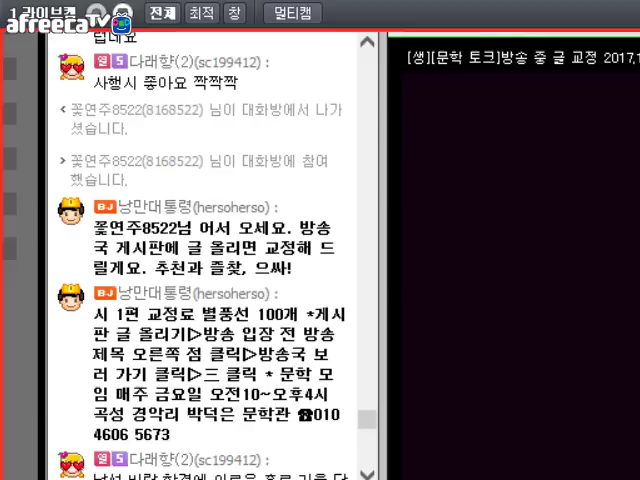 1 라이브캠
전체 최적 창 멀티캠
afreecaTV
덥네요
열 5 다래향(2)(sc199412) :
사행시 좋아요 짝짝짝
꽃연주8522(8168522) 님이 대화방에서 나가
셨습니다.
꽃연주8522(8168522) 님이 대화방에 참여
했습니다.
BJ 낭만대통령(hersoherso) :
꽃연주8522님 어서 오세요. 방송
국 게시판에 글 올리면 교정해 드
릴게요. 추천과 즐찾, 으싸!
BJ 낭만대통령(hersoherso) :
시 1편 교정료 별풍선 100개 *게시
판 글 올리기▷방송 입장 전 방송
제목 오른쪽 점 클릭▷방송국 보
러 가기 클릭▷三 클릭 * 문학 모
임 매주 금요일 오전10~오후4시
곡성 경악리 박덕은 문학관 ☎010
4606 5673
열 5 다래향(2)(sc199412) :
[생][문학 토크]방송 중 글 교정 2017.1